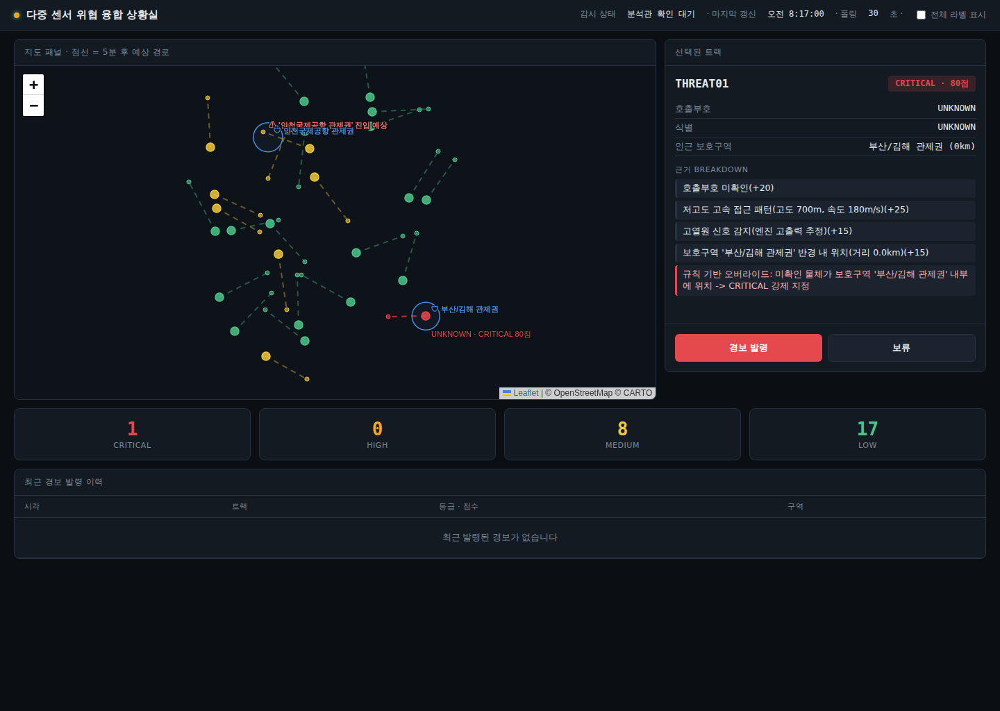 다중 센서 위협 융합 상황실
감시 상태 분석관 확인 대기 · 마지막 갱신 오전 8:17:00 · 폴링 30 초 · 전체 라벨 표시
지도 패널 · 점선 = 5분 후 예상 경로
+
−
⚠ '인천국제공항 관제권' 진입 예상
인천국제공항 관제권
부산/김해 관제권
UNKNOWN · CRITICAL 80점
Leaflet | © OpenStreetMap © CARTO
선택된 트랙
THREAT01 CRITICAL · 80점
호출부호 UNKNOWN
식별 UNKNOWN
인근 보호구역 부산/김해 관제권 (0km)
근거 BREAKDOWN
호출부호 미확인(+20)
저고도 고속 접근 패턴(고도 700m, 속도 180m/s)(+25)
고열원 신호 감지(엔진 고출력 추정)(+15)
보호구역 '부산/김해 관제권' 반경 내 위치(거리 0.0km)(+15)
규칙 기반 오버라이드: 미확인 물체가 보호구역 '부산/김해 관제권' 내부
에 위치 -> CRITICAL 강제 지정
경보 발령 보류
1
CRITICAL
0
HIGH
8
MEDIUM
17
LOW
최근 경보 발령 이력
시각 트랙 등급 · 점수 구역
최근 발령된 경보가 없습니다